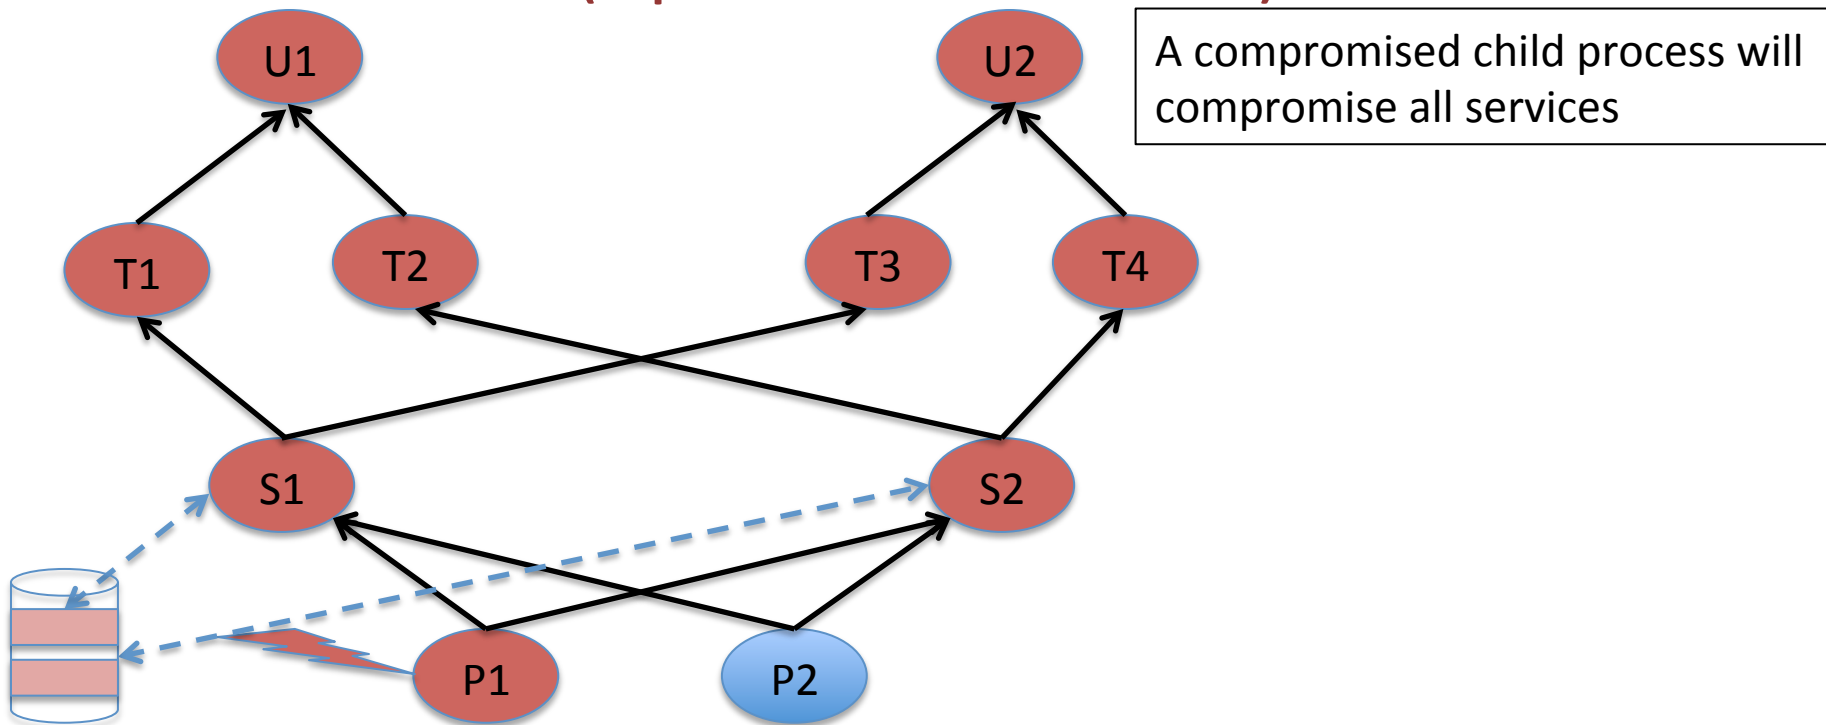 U1
U2
A compromised child process will
compromise all services
T1
T2
T3
T4
S1
S2
P1
P2